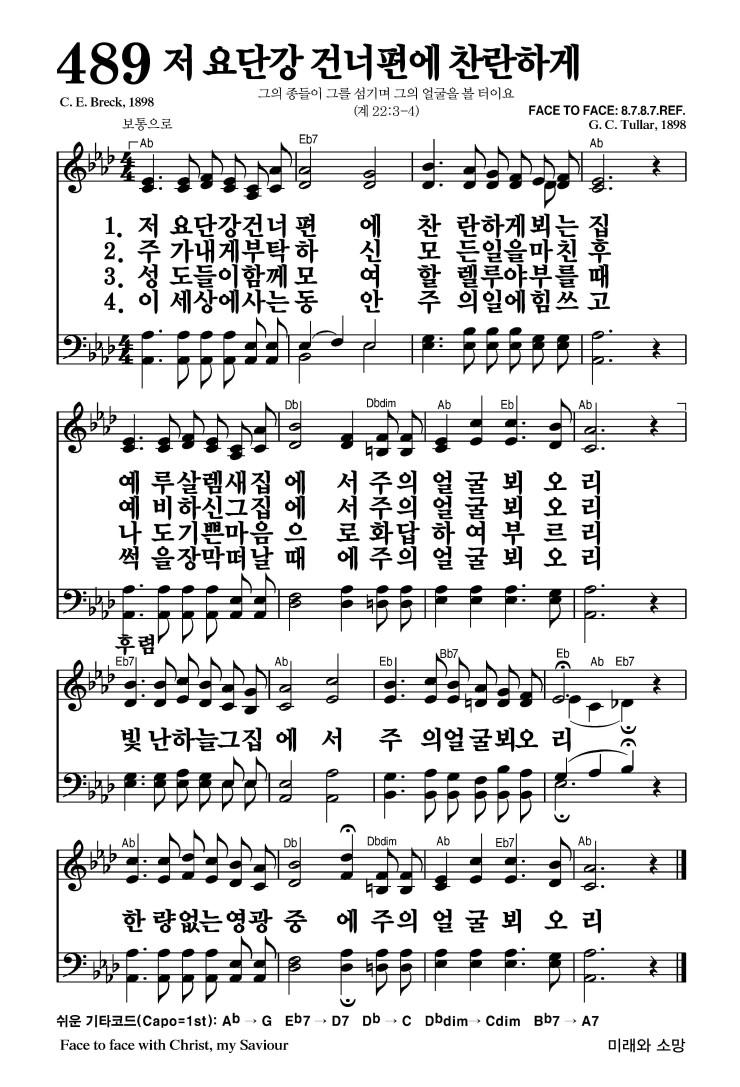 489 저 요단강 건너편에 찬란하게
C. E. Breck, 1898
그의 종들이 그를 섬기며 그의 얼굴을 볼 터이요
(계 22:3-4)
FACE TO FACE: 8.7.8.7.REF.
G. C. Tullar, 1898
보통으로
Ab Eb7 Ab
1. 저 요단강건너 편 에 찬 란하게뵈는 집
2. 주 가내게부탁 하 신 모 든일을마친 후
3. 성 도들이함께 모 여 할 렐루야부를 때
4. 이 세상에사는 동 안 주 의일에힘쓰 고
Db Dbdim Ab Eb Ab
예 루살렘새집 에 서 주의 얼 굴 뵈 오 리
예 비하신그집 에 서 주의 얼 굴 뵈 오 리
나 도기쁜마음 으 로 화답 하 여 부 르 리
썩 을장막떠날 때 에 주의 얼 굴 뵈 오 리
후렴
Eb7 Ab Eb Bb7 Eb Ab Eb7
빛 난하늘그집 에 서 주 의얼굴뵈오 리
Ab Db Dbdim Ab Eb7 Ab
한 량없는영광 중 에 주의 얼 굴 뵈 오 리
쉬운 기타코드(Capo=1st): Ab → G Eb7 → D7 Db → C Dbdim → Cdim Bb7 → A7
Face to face with Christ, my Saviour
미래와 소망